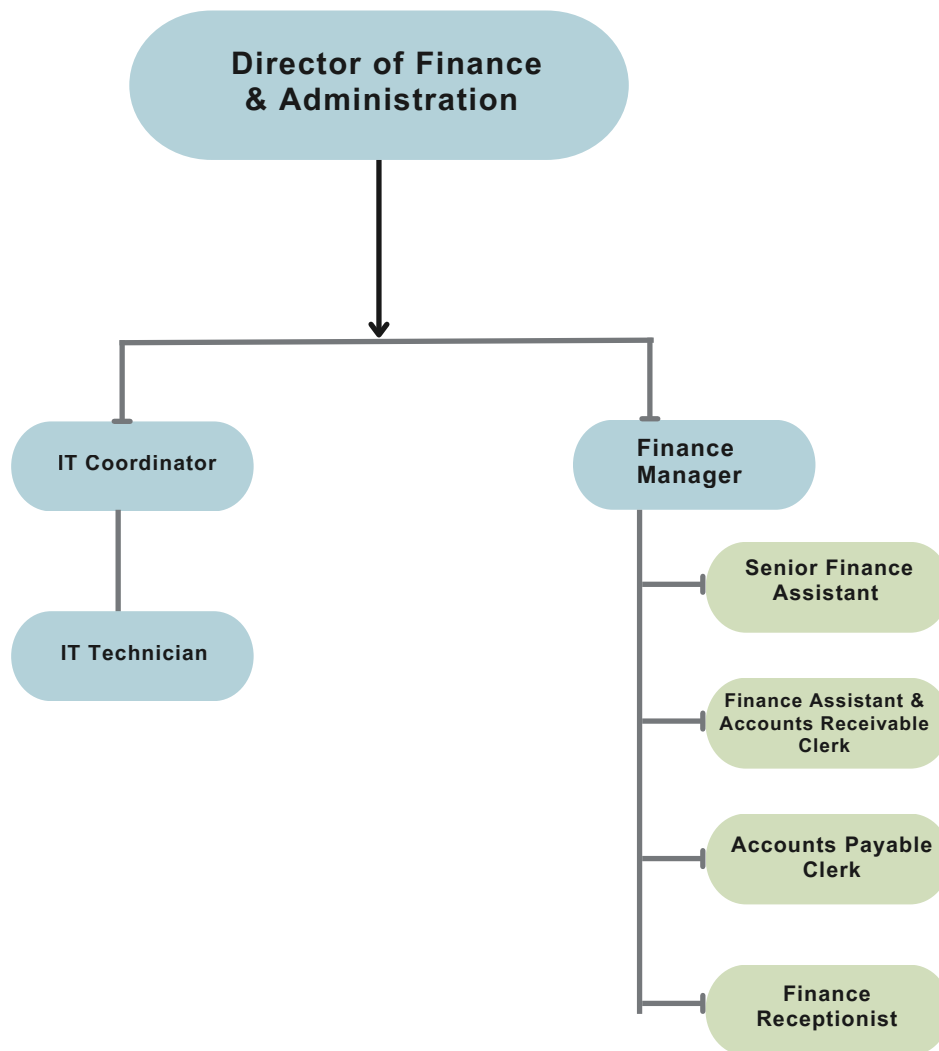 Director of Finance
& Administration
IT Coordinator
Finance
Manager
IT Technician
Senior Finance
Assistant
Finance Assistant &
Accounts Receivable
Clerk
Accounts Payable
Clerk
Finance
Receptionist